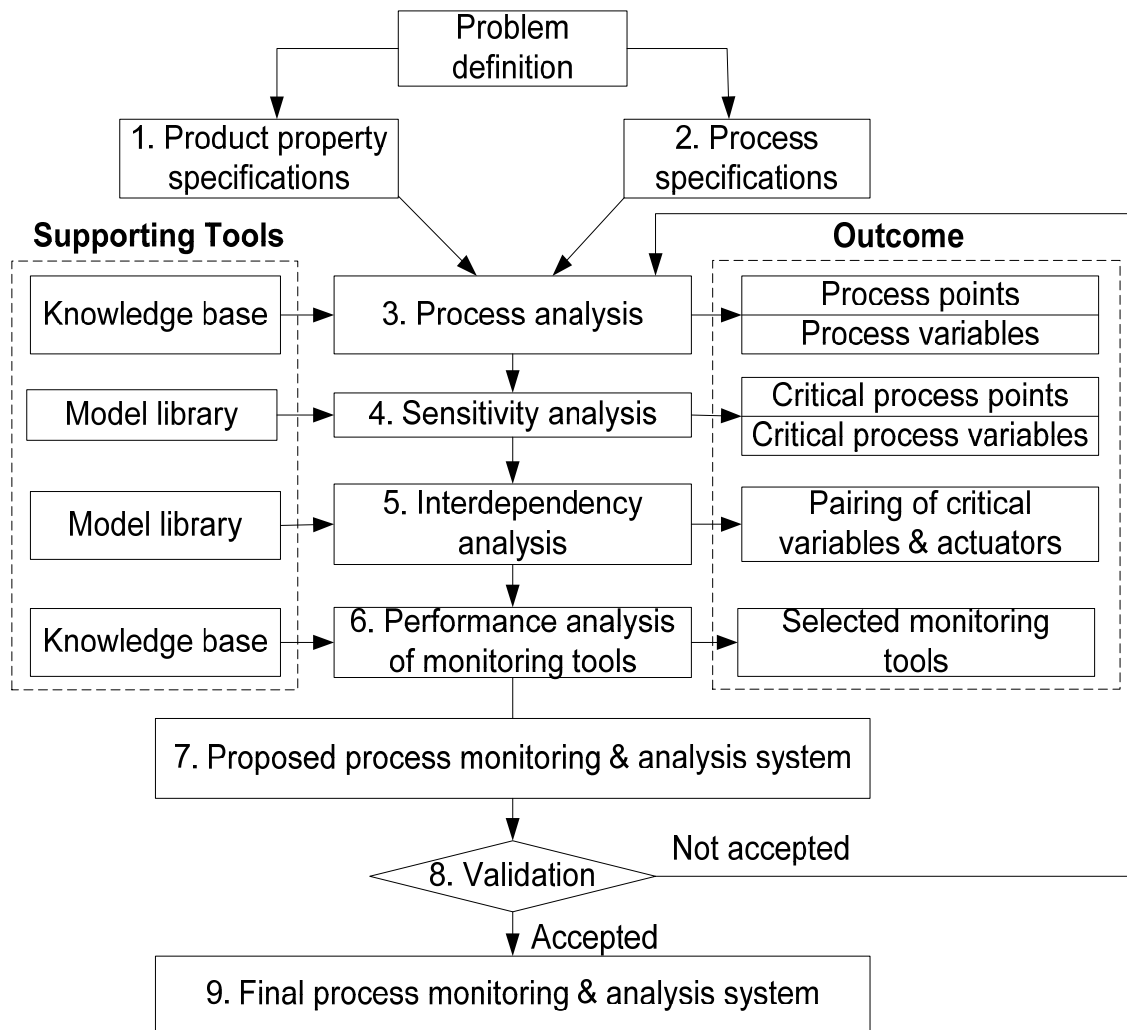 Problem
definition
1. Product property
specifications
2. Process
specifications
Supporting Tools
Outcome
Knowledge base
3. Process analysis
Process points
Process variables
Model library
4. Sensitivity analysis
Critical process points
Critical process variables
Model library
5. Interdependency
analysis
Pairing of critical
variables & actuators
Knowledge base
6. Performance analysis
of monitoring tools
Selected monitoring
tools
7. Proposed process monitoring & analysis system
8. Validation
Not accepted
Accepted
9. Final process monitoring & analysis system